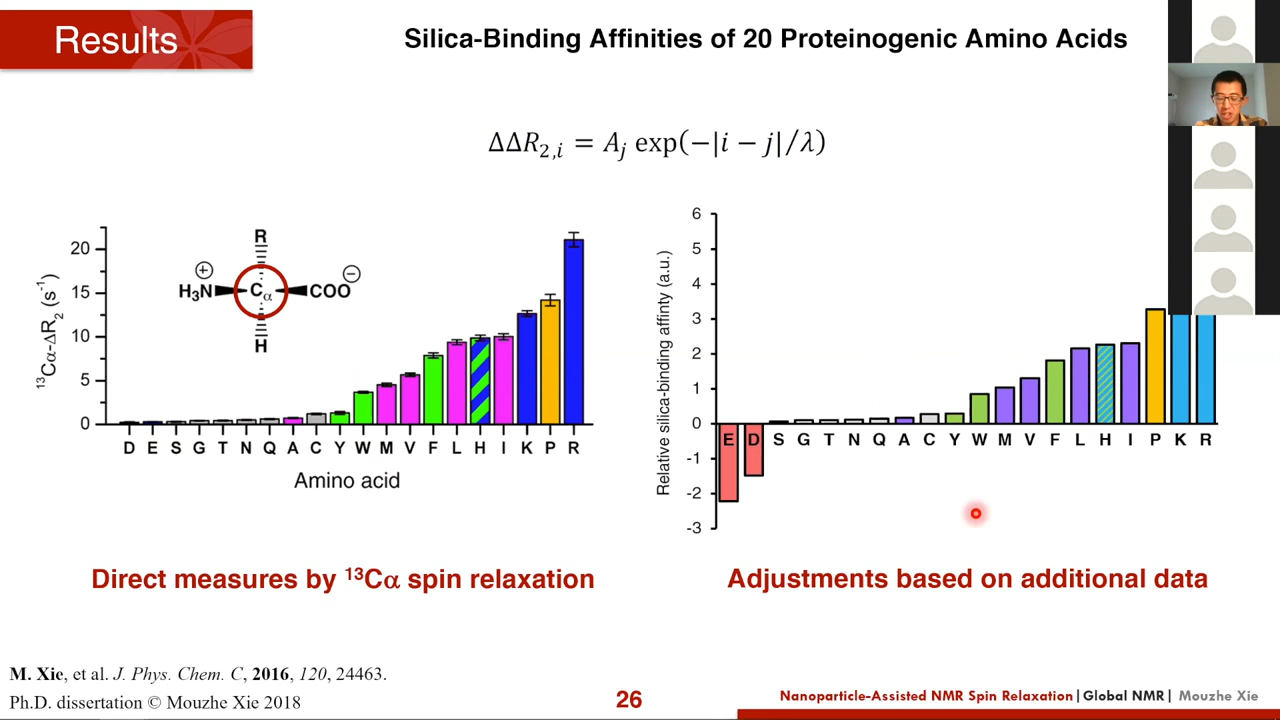 Results
Silica-Binding Affinities of 20 Proteinogenic Amino Acids
ΔΔR2,i = Aj exp(−|i − j|/λ)
13Cα-ΔR2 (s-1)
20
15
10
5
0
R
+
−
H3N
Cα
COO
H
D E S G T N Q A C Y W M V F L H I K P R
Amino acid
Relative silica-binding affinty (a.u.)
6
5
4
3
2
1
0
-1
-2
-3
E D S G T N Q A C Y W M V F L H I P K R
Direct measures by 13Cα spin relaxation
Adjustments based on additional data
M. Xie, et al. J. Phys. Chem. C, 2016, 120, 24463.
Ph.D. dissertation © Mouzhe Xie 2018
26
Nanoparticle-Assisted NMR Spin Relaxation | Global NMR | Mouzhe Xie